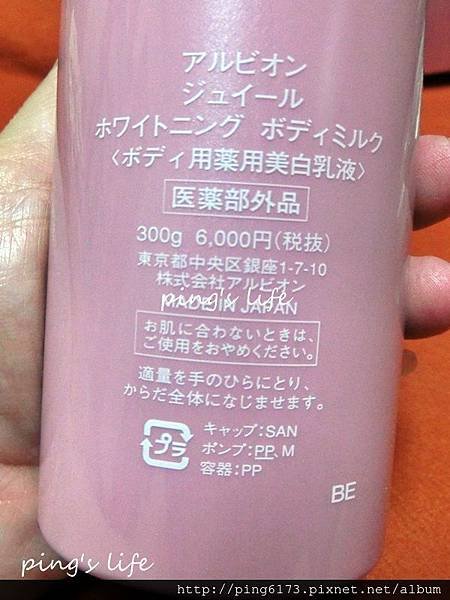 アルビオン
ジュイール
ホワイトニング ボディミルク
〈ボディ用薬用美白乳液〉
医薬部外品
300g 6,000円(税抜)
東京都中央区銀座1-7-10
株式会社アルビオン
ping's life
MADE IN JAPAN
お肌に合わないときは、
ご使用をおやめください。
適量を手のひらにとり、
からだ全体になじませます。
プラ
キャップ:SAN
ポンプ:PP、M
容器:PP
BE
ping's life
http://ping6173.pixnet.net/album